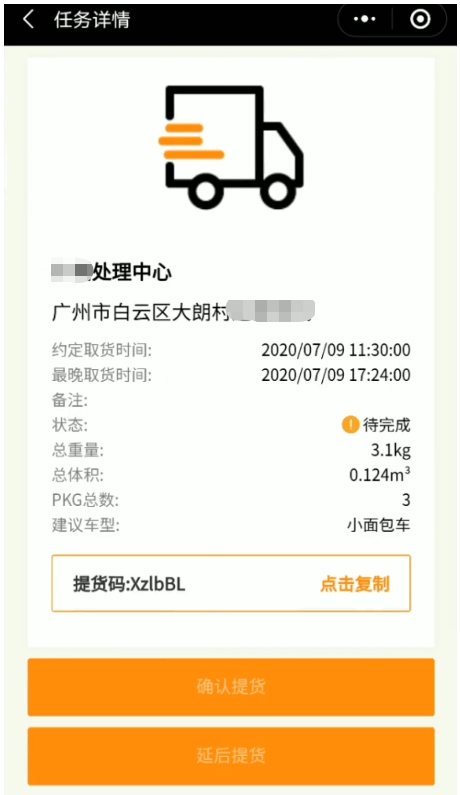 任务详情
处理中心
广州市白云区大朗村
约定取货时间: 2020/07/09 11:30:00
最晚取货时间: 2020/07/09 17:24:00
备注:
状态: 待完成
总重量: 3.1kg
总体积: 0.124m³
PKG总数: 3
建议车型: 小面包车
提货码:XzlbBL 点击复制
确认提货
延后提货